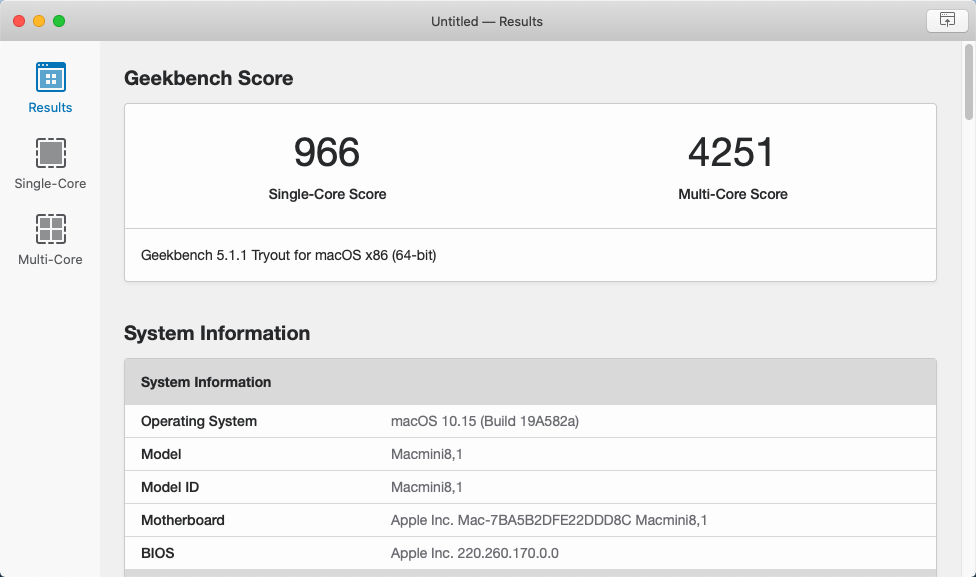 Untitled — Results
Results
Single-Core
Multi-Core
Geekbench Score
966 4251
Single-Core Score Multi-Core Score
Geekbench 5.1.1 Tryout for macOS x86 (64-bit)
System Information
System Information
Operating System macOS 10.15 (Build 19A582a)
Model Macmini8,1
Model ID Macmini8,1
Motherboard Apple Inc. Mac-7BA5B2DFE22DDD8C Macmini8,1
BIOS Apple Inc. 220.260.170.0.0